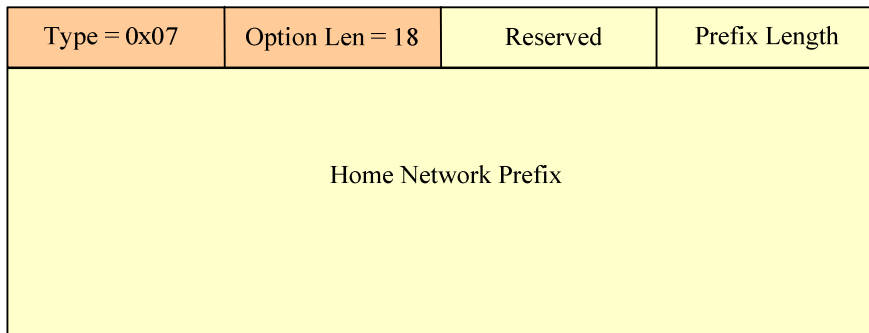 Type = 0x07 Option Len = 18 Reserved Prefix Length
Home Network Prefix